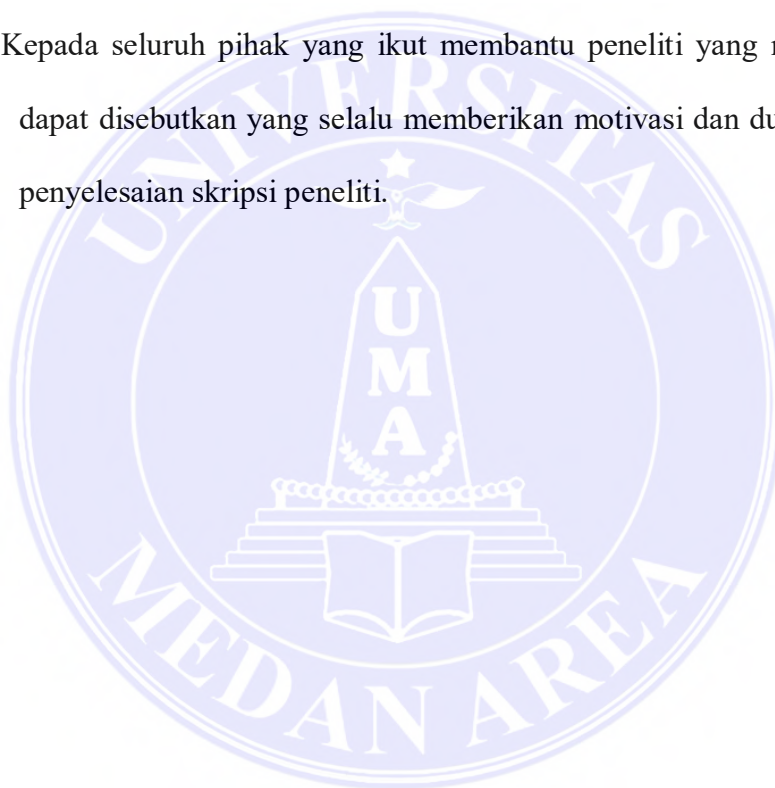 Kepada seluruh pihak yang ikut membantu peneliti yang
dapat disebutkan yang selalu memberikan motivasi dan
penyelesaian skripsi peneliti.
UNIVERSITAS
UMA
MEDAN AREA